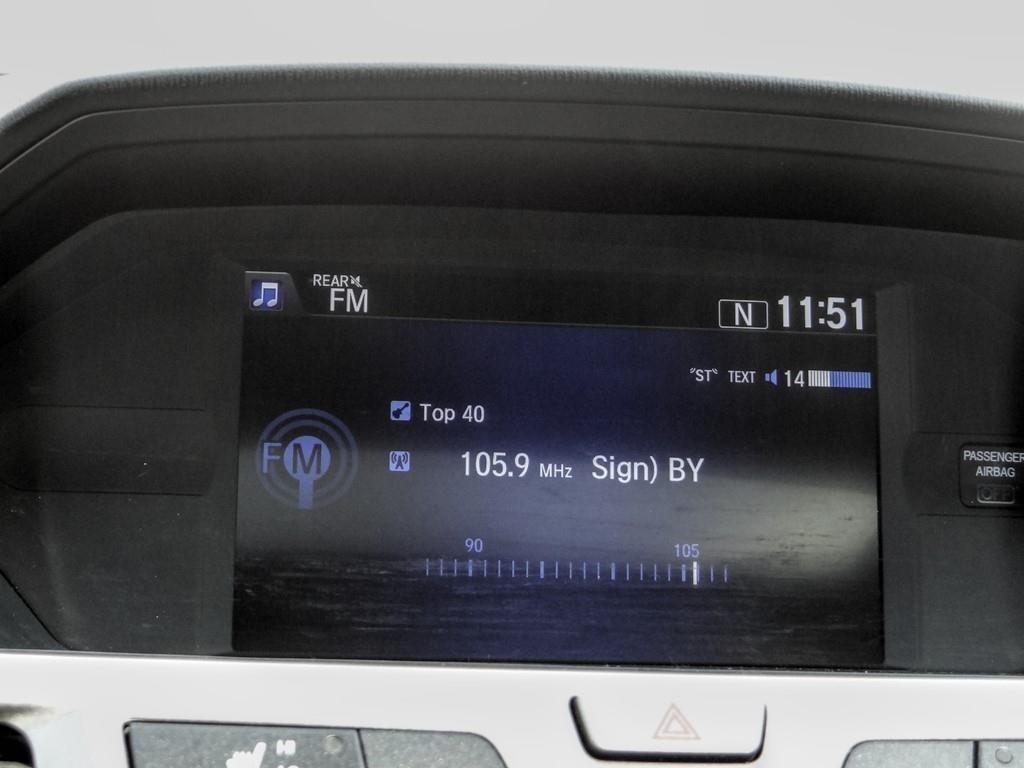 REAR
FM
N 11:51
"ST" TEXT 14
Top 40
FM
105.9 MHz Sign) BY
90 105
PASSENGER
AIRBAG
OFF
HI